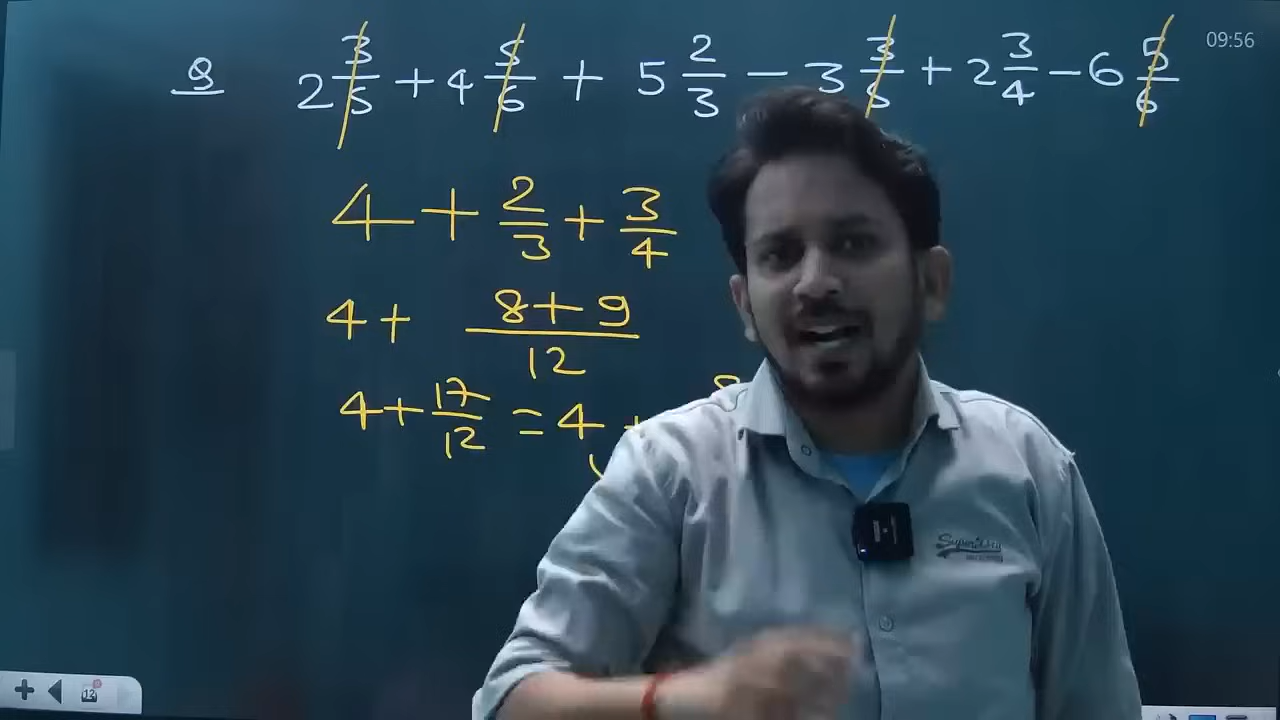 09:56
Q 2 3/5 + 4 5/6 + 5 2/3 - 3 3/5 + 2 3/4 - 6 5/6
4 + 2/3 + 3/4
4 + 8+9/12
4 + 17/12 = 4 +
Superdry